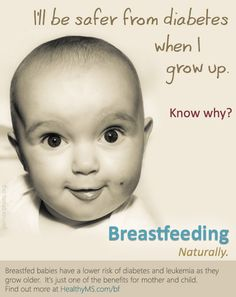 I'll be safer from diabetes
when I
grow up.
Know why?
Breastfeeding
Naturally.
Breastfed babies have a lower risk of diabetes and leukemia as they
grow older. It's just one of the benefits for mother and child.
Find out more at HealthyMS.com/bf